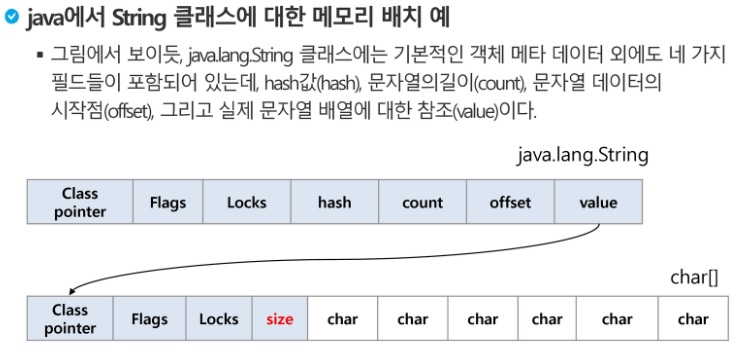 java에서 String 클래스에 대한 메모리 배치 예
그림에서 보이듯, java.lang.String 클래스에는 기본적인 객체 메타 데이터 외에도 네 가지
필드들이 포함되어 있는데, hash값(hash), 문자열의길이(count), 문자열 데이터의
시작점(offset), 그리고 실제 문자열 배열에 대한 참조(value)이다.
java.lang.String
Class pointer Flags Locks hash count offset value
char[]
Class pointer Flags Locks size char char char char char char